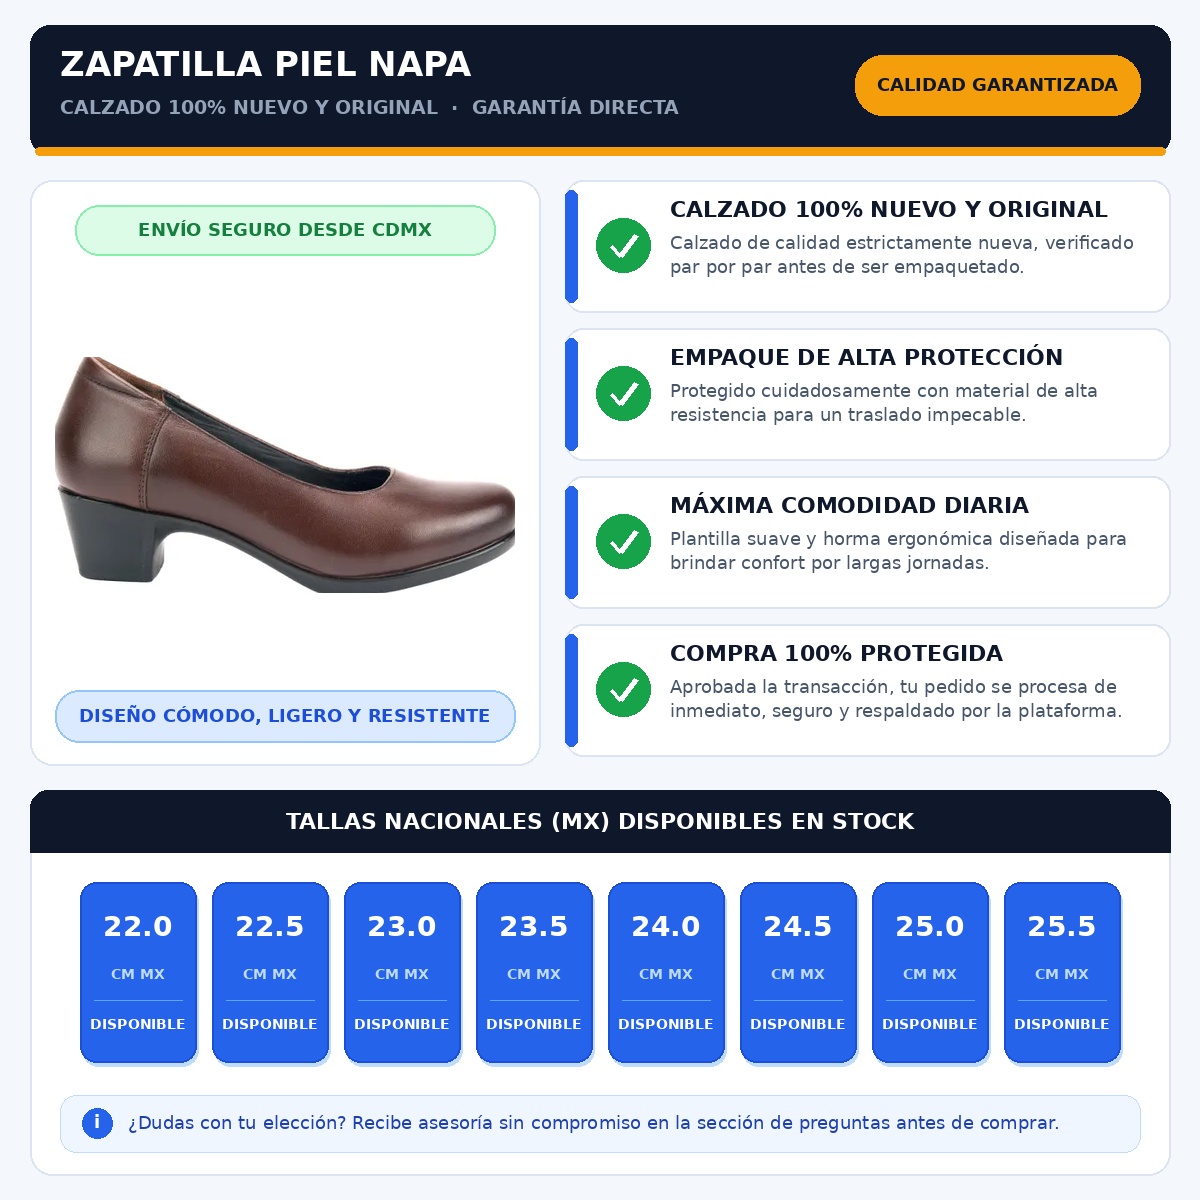 ZAPATILLA PIEL NAPA
CALZADO 100% NUEVO Y ORIGINAL · GARANTÍA DIRECTA
CALIDAD GARANTIZADA
ENVÍO SEGURO DESDE CDMX
DISEÑO CÓMODO, LIGERO Y RESISTENTE
CALZADO 100% NUEVO Y ORIGINAL
Calzado de calidad estrictamente nueva, verificado
par por par antes de ser empaquetado.
EMPAQUE DE ALTA PROTECCIÓN
Protegido cuidadosamente con material de alta
resistencia para un traslado impecable.
MÁXIMA COMODIDAD DIARIA
Plantilla suave y horma ergonómica diseñada para
brindar confort por largas jornadas.
COMPRA 100% PROTEGIDA
Aprobada la transacción, tu pedido se procesa de
inmediato, seguro y respaldado por la plataforma.
TALLAS NACIONALES (MX) DISPONIBLES EN STOCK
22.0 22.5 23.0 23.5 24.0 24.5 25.0 25.5
CM MX CM MX CM MX CM MX CM MX CM MX CM MX CM MX
DISPONIBLE DISPONIBLE DISPONIBLE DISPONIBLE DISPONIBLE DISPONIBLE DISPONIBLE DISPONIBLE
i ¿Dudas con tu elección? Recibe asesoría sin compromiso en la sección de preguntas antes de comprar.